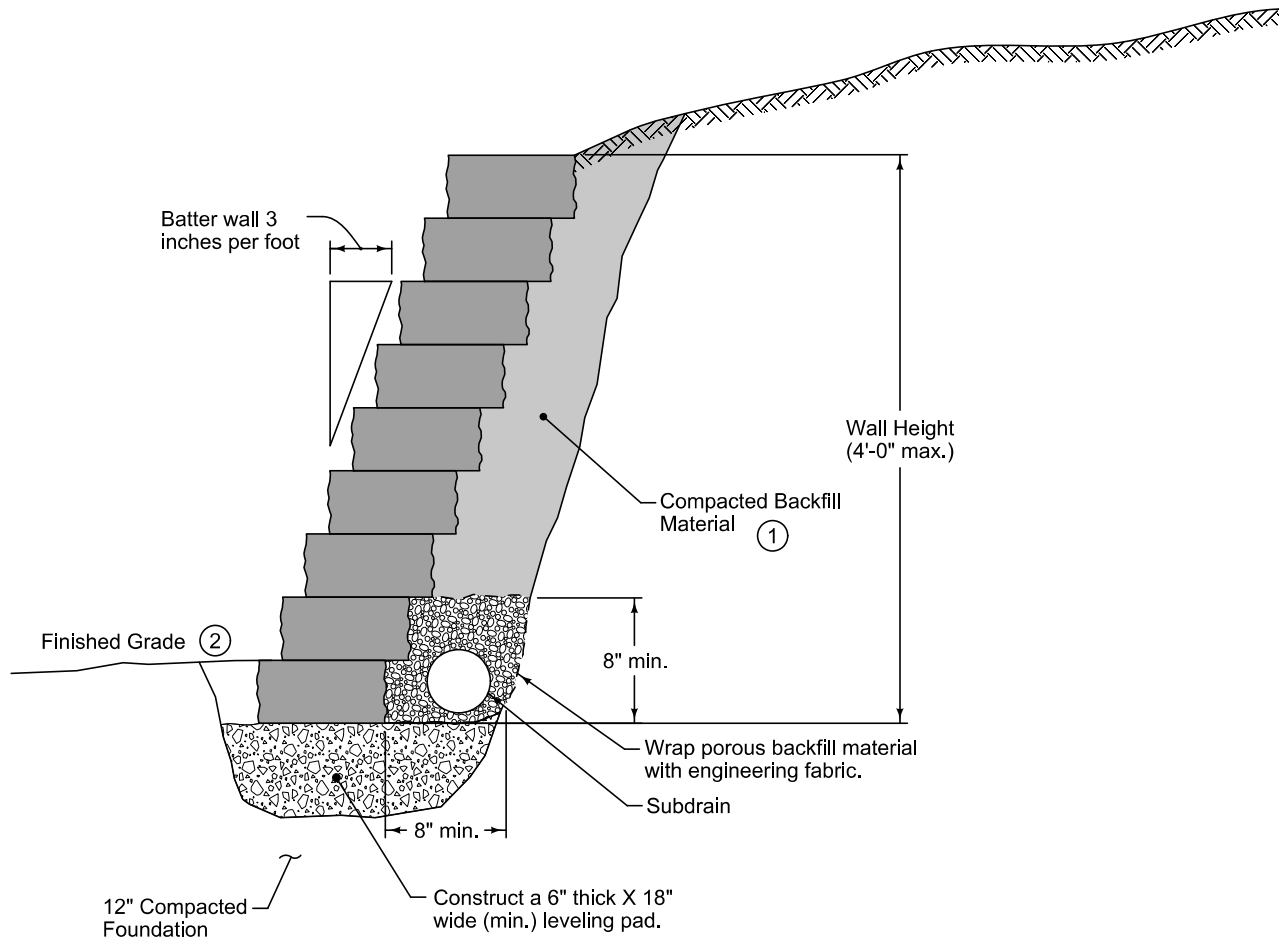 Batter wall 3
inches per foot
Wall Height
(4'-0" max.)
Compacted Backfill
Material 1
Finished Grade 2
8" min.
Wrap porous backfill material
with engineering fabric.
Subdrain
8" min.
Construct a 6" thick X 18"
wide (min.) leveling pad.
12" Compacted
Foundation